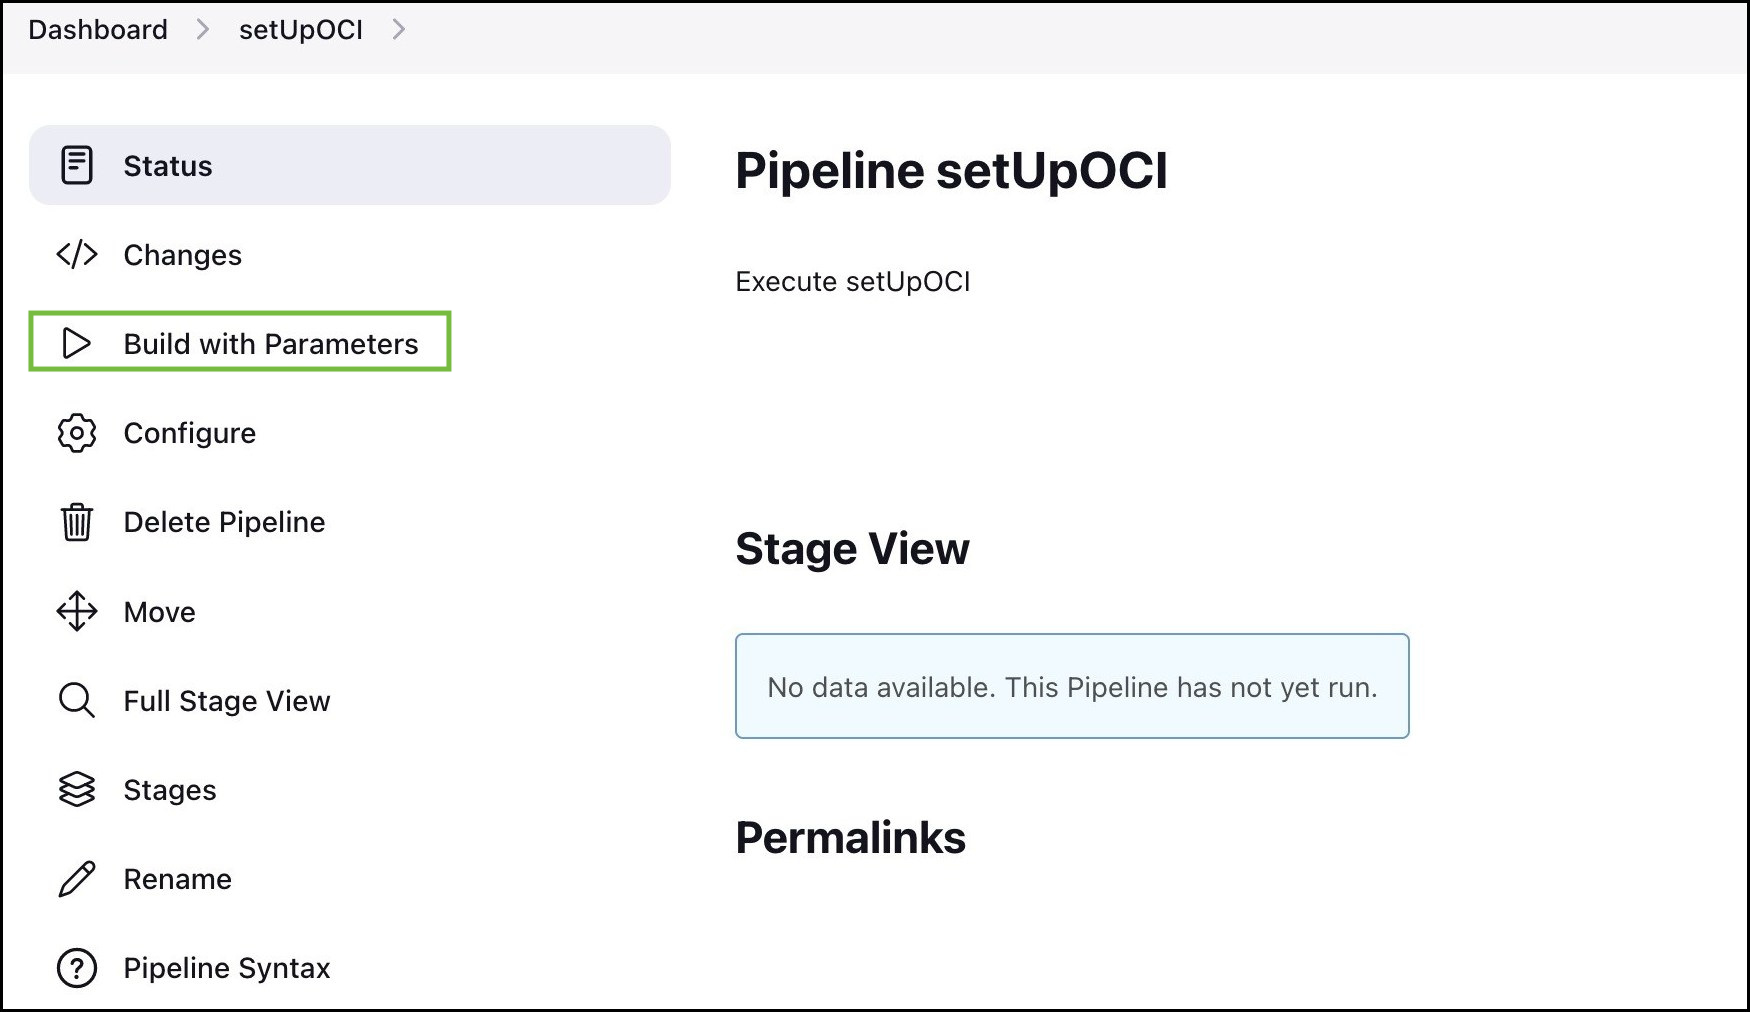 Dashboard
setUpOCI
Status
Changes
Build with Parameters
Configure
Delete Pipeline
Move
Full Stage View
Stages
Rename
Pipeline Syntax
Pipeline setUpOCI
Execute setUpOCI
Stage View
No data available. This Pipeline has not yet run.
Permalinks